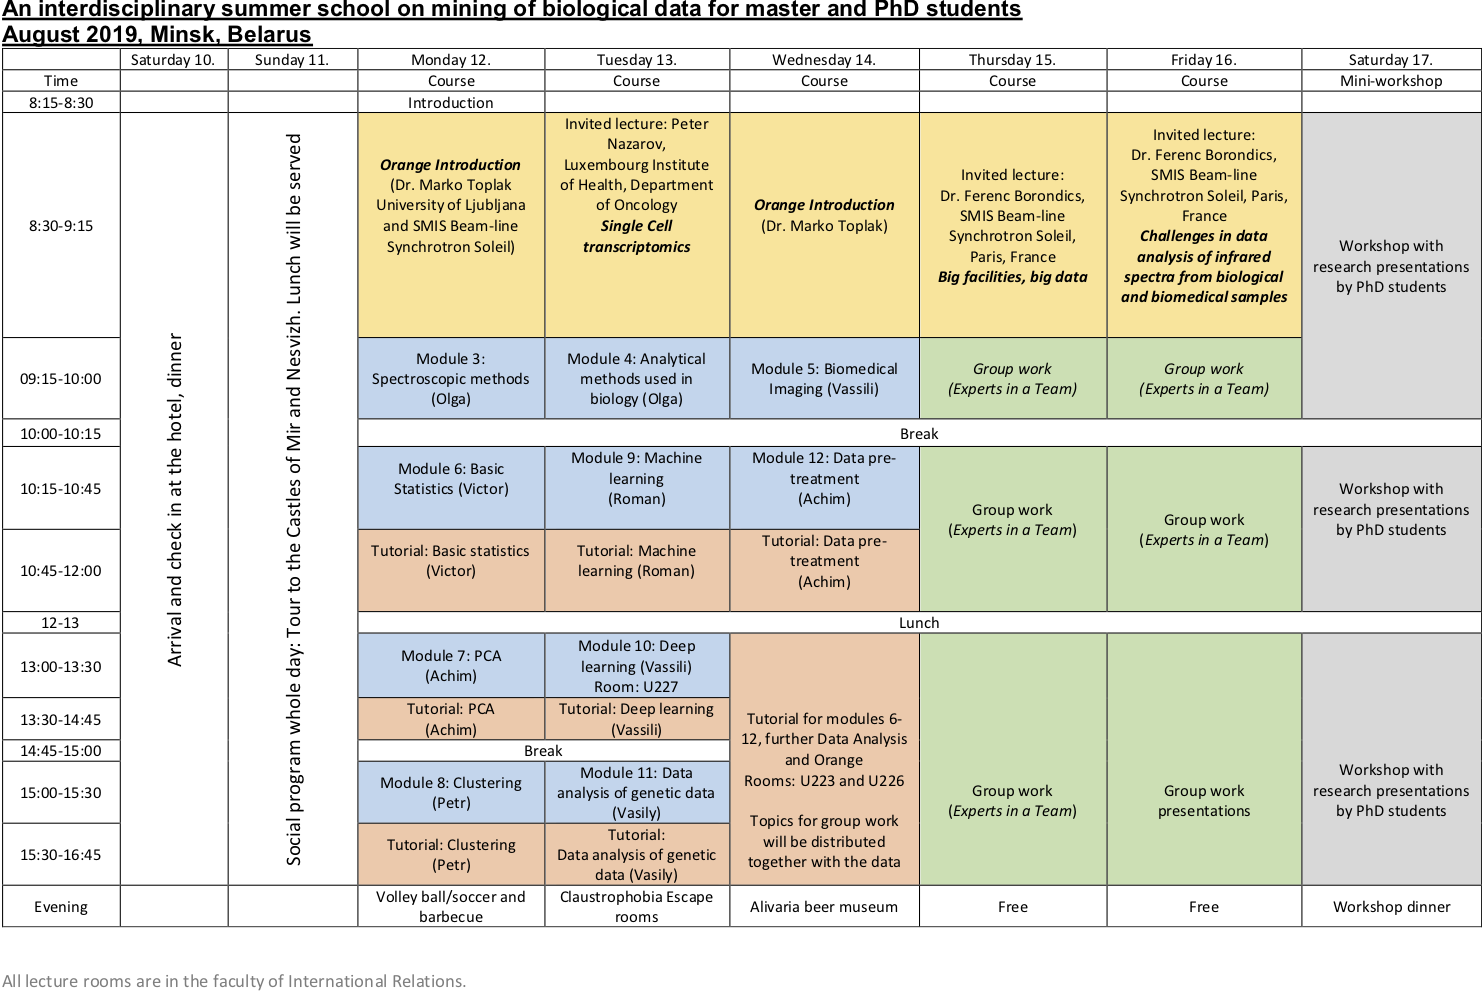 An interdisciplinary summer school on mining of biological data for master and PhD students
August 2019, Minsk, Belarus
Saturday 10.
Sunday 11.
Monday 12.
Tuesday 13.
Wednesday 14.
Thursday 15.
Friday 16.
Saturday 17.
Time
Course
Course
Course
Course
Course
Mini-workshop
8:15-8:30
Introduction
Arrival and check in at the hotel, dinner
Social program whole day: Tour to the Castles of Mir and Nesvizh. Lunch will be served
8:30-9:15
Orange Introduction
(Dr. Marko Toplak
University of Ljubljana
and SMIS Beam-line
Synchrotron Soleil)
Invited lecture: Peter
Nazarov,
Luxembourg Institute
of Health, Department
of Oncology
Single Cell
transcriptomics
Orange Introduction
(Dr. Marko Toplak)
Invited lecture:
Dr. Ferenc Borondics,
SMIS Beam-line
Synchrotron Soleil,
Paris, France
Big facilities, big data
Invited lecture:
Dr. Ferenc Borondics,
SMIS Beam-line
Synchrotron Soleil, Paris,
France
Challenges in data
analysis of infrared
spectra from biological
and biomedical samples
Workshop with
research presentations
by PhD students
09:15-10:00
Module 3:
Spectroscopic methods
(Olga)
Module 4: Analytical
methods used in
biology (Olga)
Module 5: Biomedical
Imaging (Vassili)
Group work
(Experts in a Team)
Group work
(Experts in a Team)
10:00-10:15
Break
10:15-10:45
Module 6: Basic
Statistics (Victor)
Module 9: Machine
learning
(Roman)
Module 12: Data pre-
treatment
(Achim)
Group work
(Experts in a Team)
Group work
(Experts in a Team)
Workshop with
research presentations
by PhD students
10:45-12:00
Tutorial: Basic statistics
(Victor)
Tutorial: Machine
learning (Roman)
Tutorial: Data pre-
treatment
(Achim)
12-13
Lunch
13:00-13:30
Module 7: PCA
(Achim)
Module 10: Deep
learning (Vassili)
Room: U227
Tutorial for modules 6-
12, further Data Analysis
and Orange
Rooms: U223 and U226
Topics for group work
will be distributed
together with the data
Group work
(Experts in a Team)
Group work
presentations
Workshop with
research presentations
by PhD students
13:30-14:45
Tutorial: PCA
(Achim)
Tutorial: Deep learning
(Vassili)
14:45-15:00
Break
15:00-15:30
Module 8: Clustering
(Petr)
Module 11: Data
analysis of genetic data
(Vasily)
15:30-16:45
Tutorial: Clustering
(Petr)
Tutorial:
Data analysis of genetic
data (Vasily)
Evening
Volley ball/soccer and
barbecue
Claustrophobia Escape
rooms
Alivaria beer museum
Free
Free
Workshop dinner
All lecture rooms are in the faculty of International Relations.